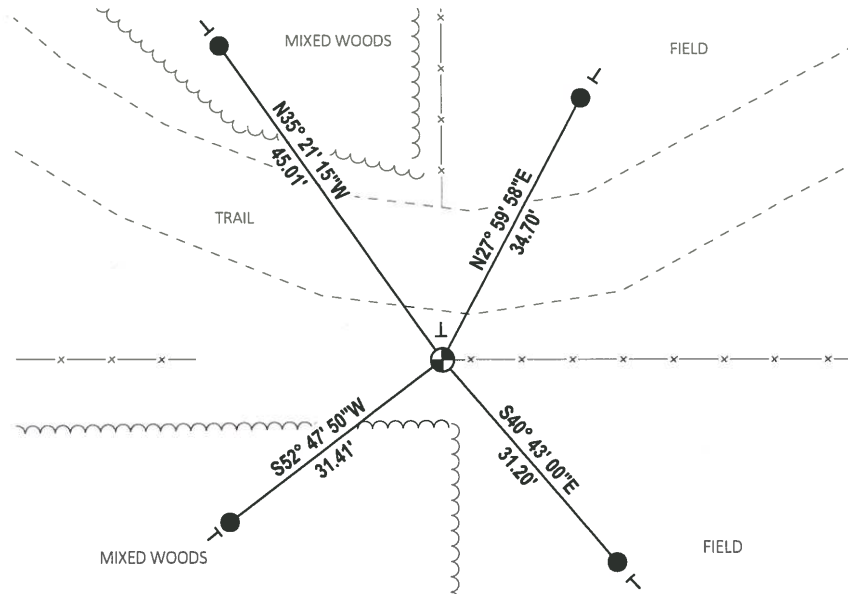 MIXED WOODS
FIELD
N35° 21' 15"W
45.01'
N27° 59' 58"E
34.70'
TRAIL
S52° 47' 50"W
31.41'
S40° 43' 00"E
31.20'
MIXED WOODS
FIELD